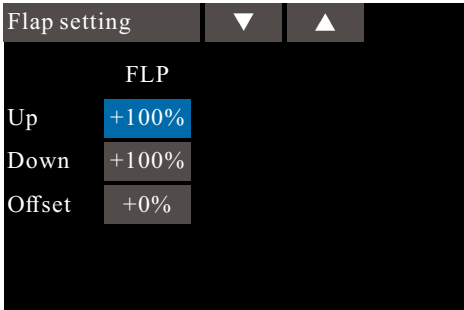 Flap setting ▼ ▲
FLP
Up +100%
Down +100%
Offset +0%